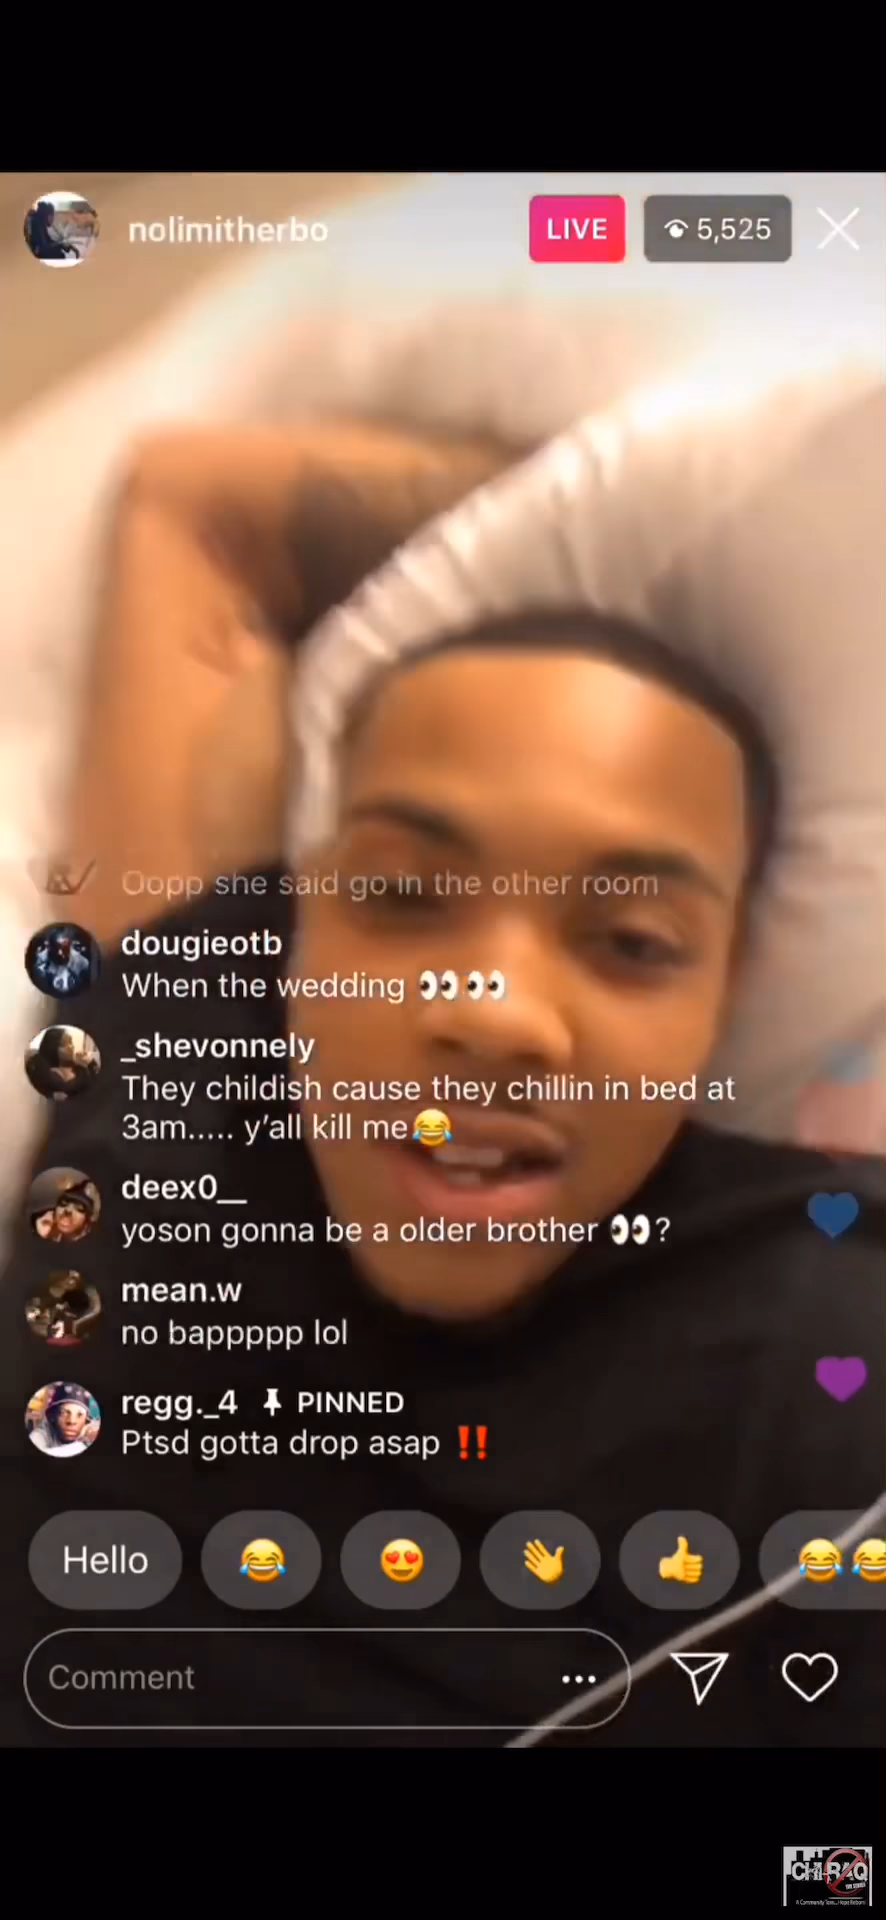 nolimitherbo
LIVE
5,525
Oopp she said go in the other room
dougieotb
When the wedding 👀👀
_shevonnely
They childish cause they chillin in bed at
3am..... y'all kill me😂
deex0__
yoson gonna be a older brother 👀?
mean.w
no bappppp lol
regg._4 PINNED
Ptsd gotta drop asap ‼️
Hello
Comment
CHI-RAQ